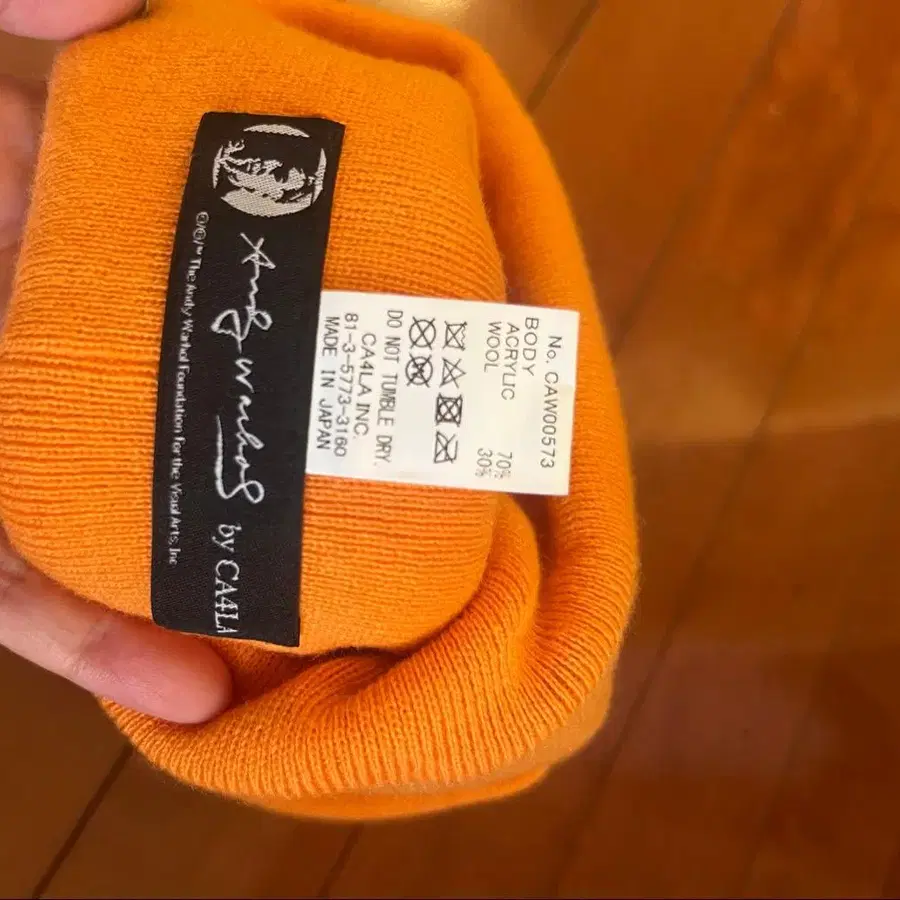 Andy Warhol by CA4LA
©/®/™ The Andy Warhol Foundation for the Visual Arts, Inc
No. CAW00573
BODY
ACRYLIC 70%
WOOL 30%
DO NOT TUMBLE DRY.
CA4LA INC.
81-3-5773-3160
MADE IN JAPAN